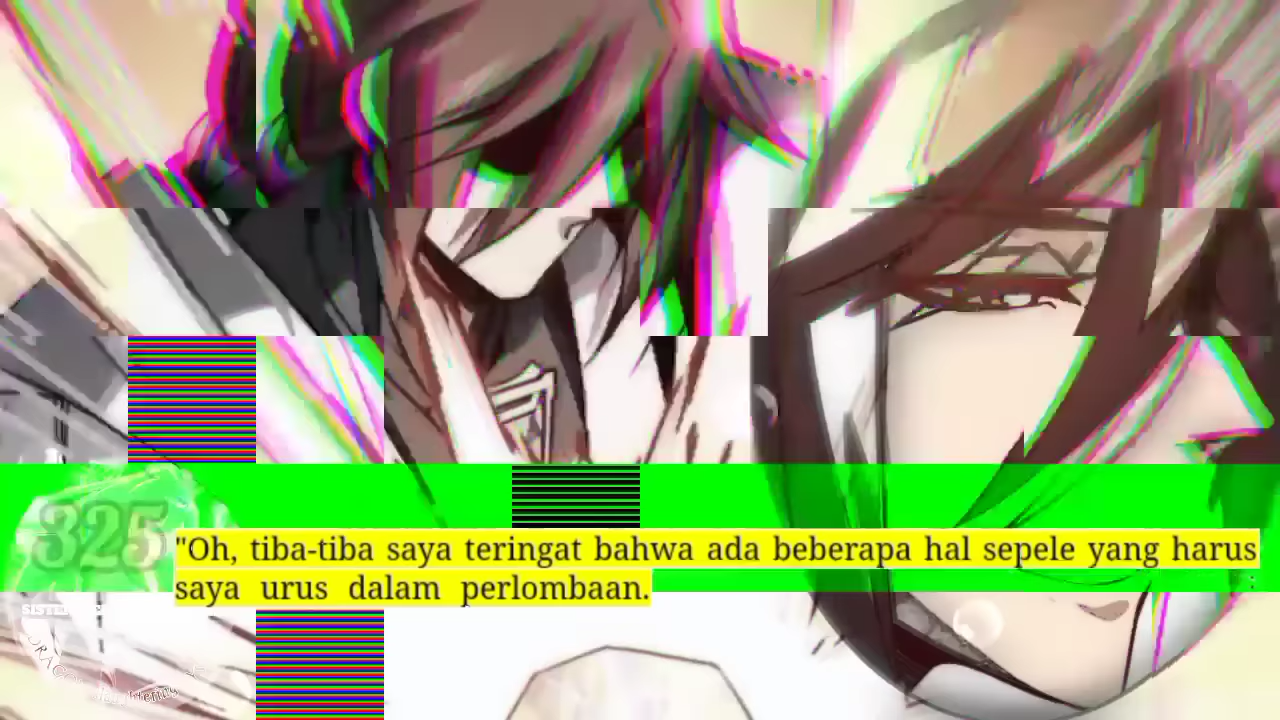 325
"Oh, tiba-tiba saya teringat bahwa ada beberapa hal sepele yang harus
saya urus dalam perlombaan.